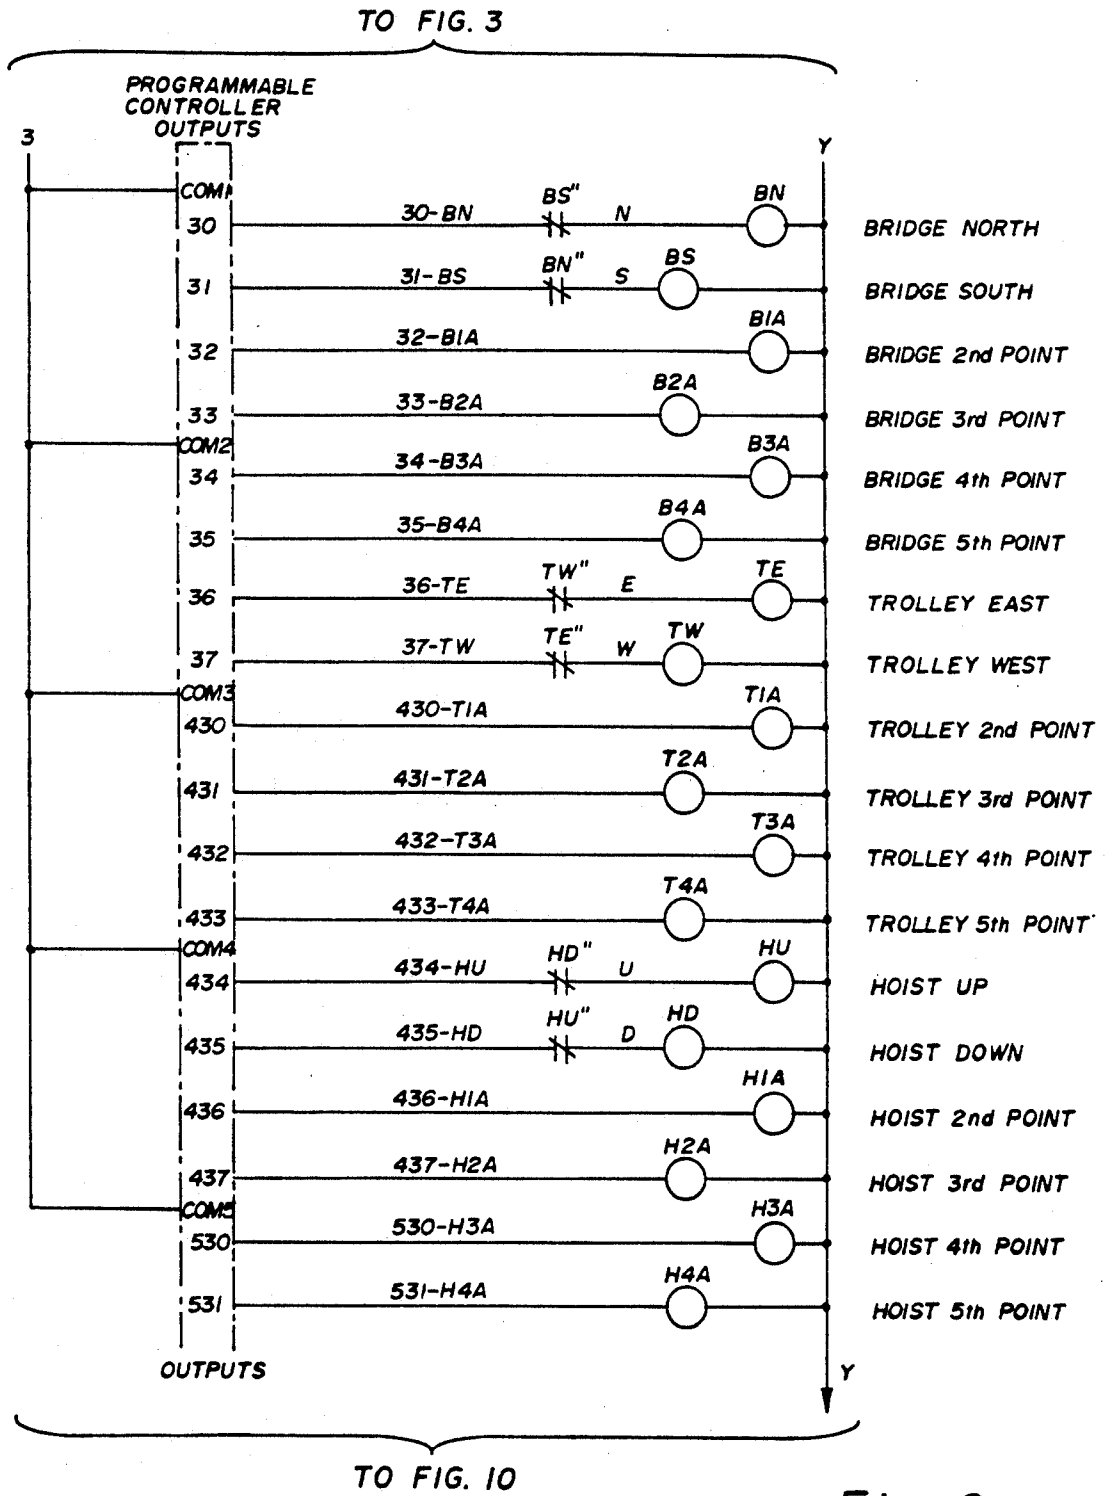 TO FIG. 3
PROGRAMMABLE
CONTROLLER
OUTPUTS
3
Y
COM1
30 30-BN BS" N BN BRIDGE NORTH
31 31-BS BN" S BS BRIDGE SOUTH
32 32-B1A B1A BRIDGE 2nd POINT
33 33-B2A B2A BRIDGE 3rd POINT
COM2
34 34-B3A B3A BRIDGE 4th POINT
35 35-B4A B4A BRIDGE 5th POINT
36 36-TE TW" E TE TROLLEY EAST
37 37-TW TE" W TW TROLLEY WEST
COM3
430 430-T1A T1A TROLLEY 2nd POINT
431 431-T2A T2A TROLLEY 3rd POINT
432 432-T3A T3A TROLLEY 4th POINT
433 433-T4A T4A TROLLEY 5th POINT
COM4
434 434-HU HD" U HU HOIST UP
435 435-HD HU" D HD HOIST DOWN
436 436-H1A H1A HOIST 2nd POINT
437 437-H2A H2A HOIST 3rd POINT
COM5
530 530-H3A H3A HOIST 4th POINT
531 531-H4A H4A HOIST 5th POINT
OUTPUTS
Y
TO FIG. 10